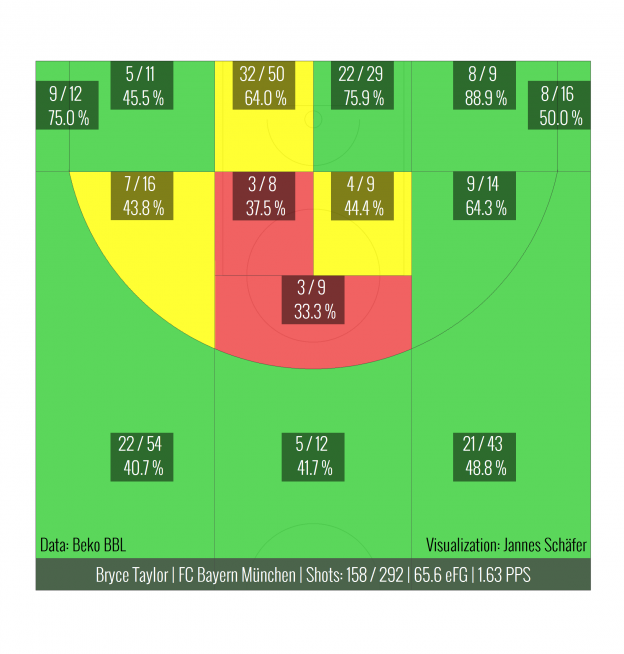 5 / 11
45.5 %
32 / 50
64.0 %
22 / 29
75.9 %
8 / 9
88.9 %
9 / 12
75.0 %
8 / 16
50.0 %
7 / 16
43.8 %
3 / 8
37.5 %
4 / 9
44.4 %
9 / 14
64.3 %
3 / 9
33.3 %
22 / 54
40.7 %
5 / 12
41.7 %
21 / 43
48.8 %
Data: Beko BBL
Visualization: Jannes Schäfer
Bryce Taylor | FC Bayern München | Shots: 158 / 292 | 65.6 eFG | 1.63 PPS